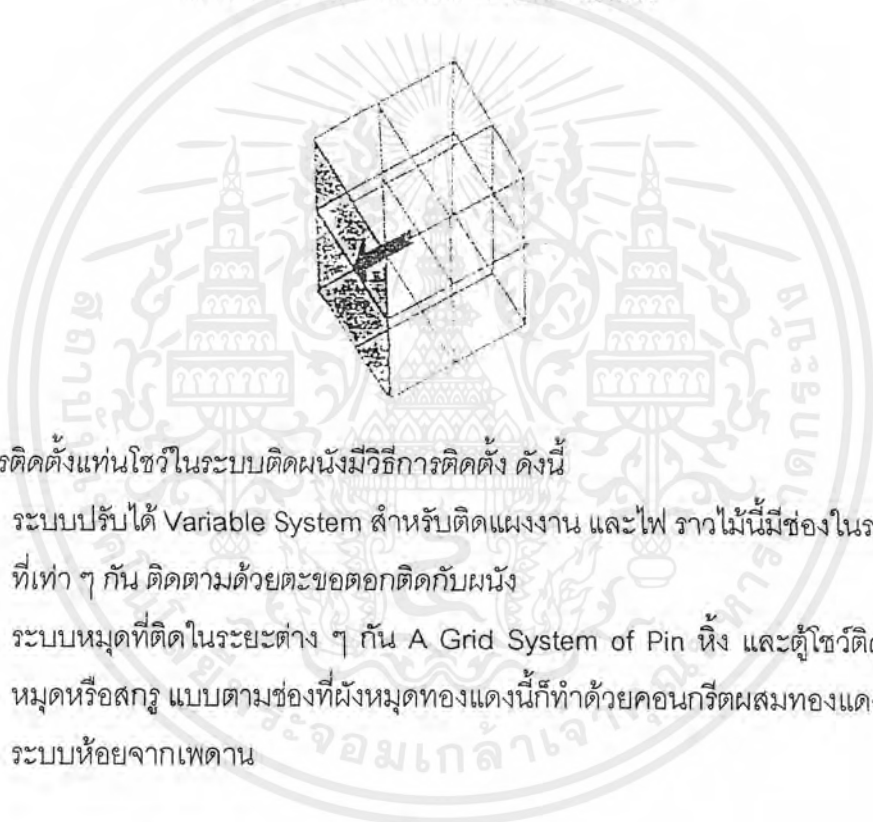 รติดตั้งแท่นโชว์ในระบบติดผนังมีวิธีการติดตั้ง ดังนี้
ระบบปรับได้ Variable System สำหรับติดแผงงาน และไฟ ราวไม้นี้มีช่องในร
ที่เท่า ๆ กัน ติดตามด้วยตะขอตอกติดกับผนัง
ระบบหมุดที่ติดในระยะต่าง ๆ กัน A Grid System of Pin หิ้ง และตู้โชว์ติด
หมุดหรือสกรู แบบตามช่องที่ผังหมุดทองแดงนี้ก็ทำด้วยคอนกรีตผสมทองแดง
ระบบห้อยจากเพดาน